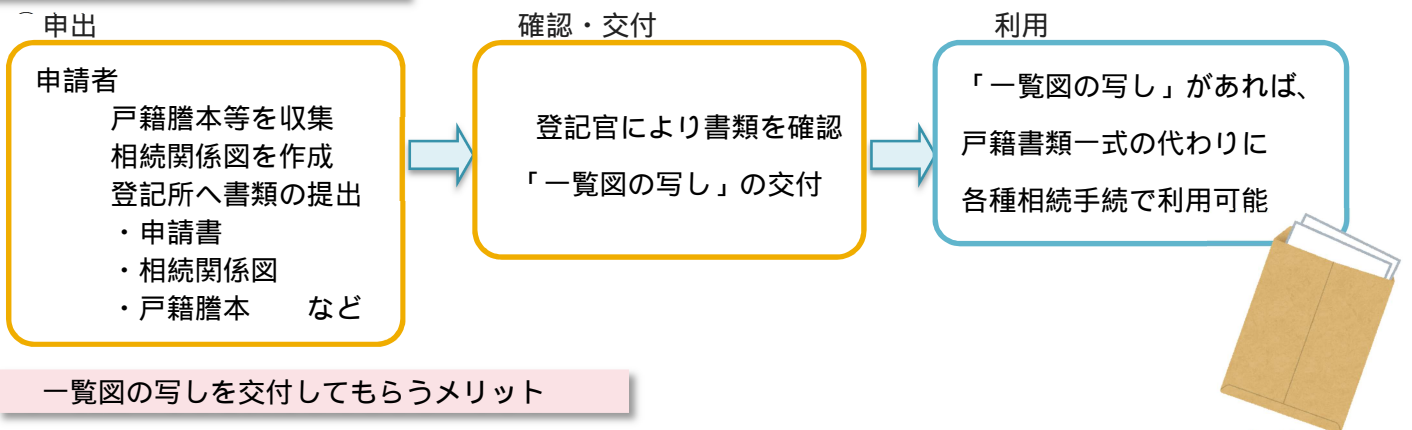 申出
申請者
戸籍謄本等を収集
相続関係図を作成
登記所へ書類の提出
・申請書
・相続関係図
・戸籍謄本　　など
確認・交付
登記官により書類を確認
「一覧図の写し」の交付
利用
「一覧図の写し」があれば、
戸籍書類一式の代わりに
各種相続手続で利用可能
一覧図の写しを交付してもらうメリット